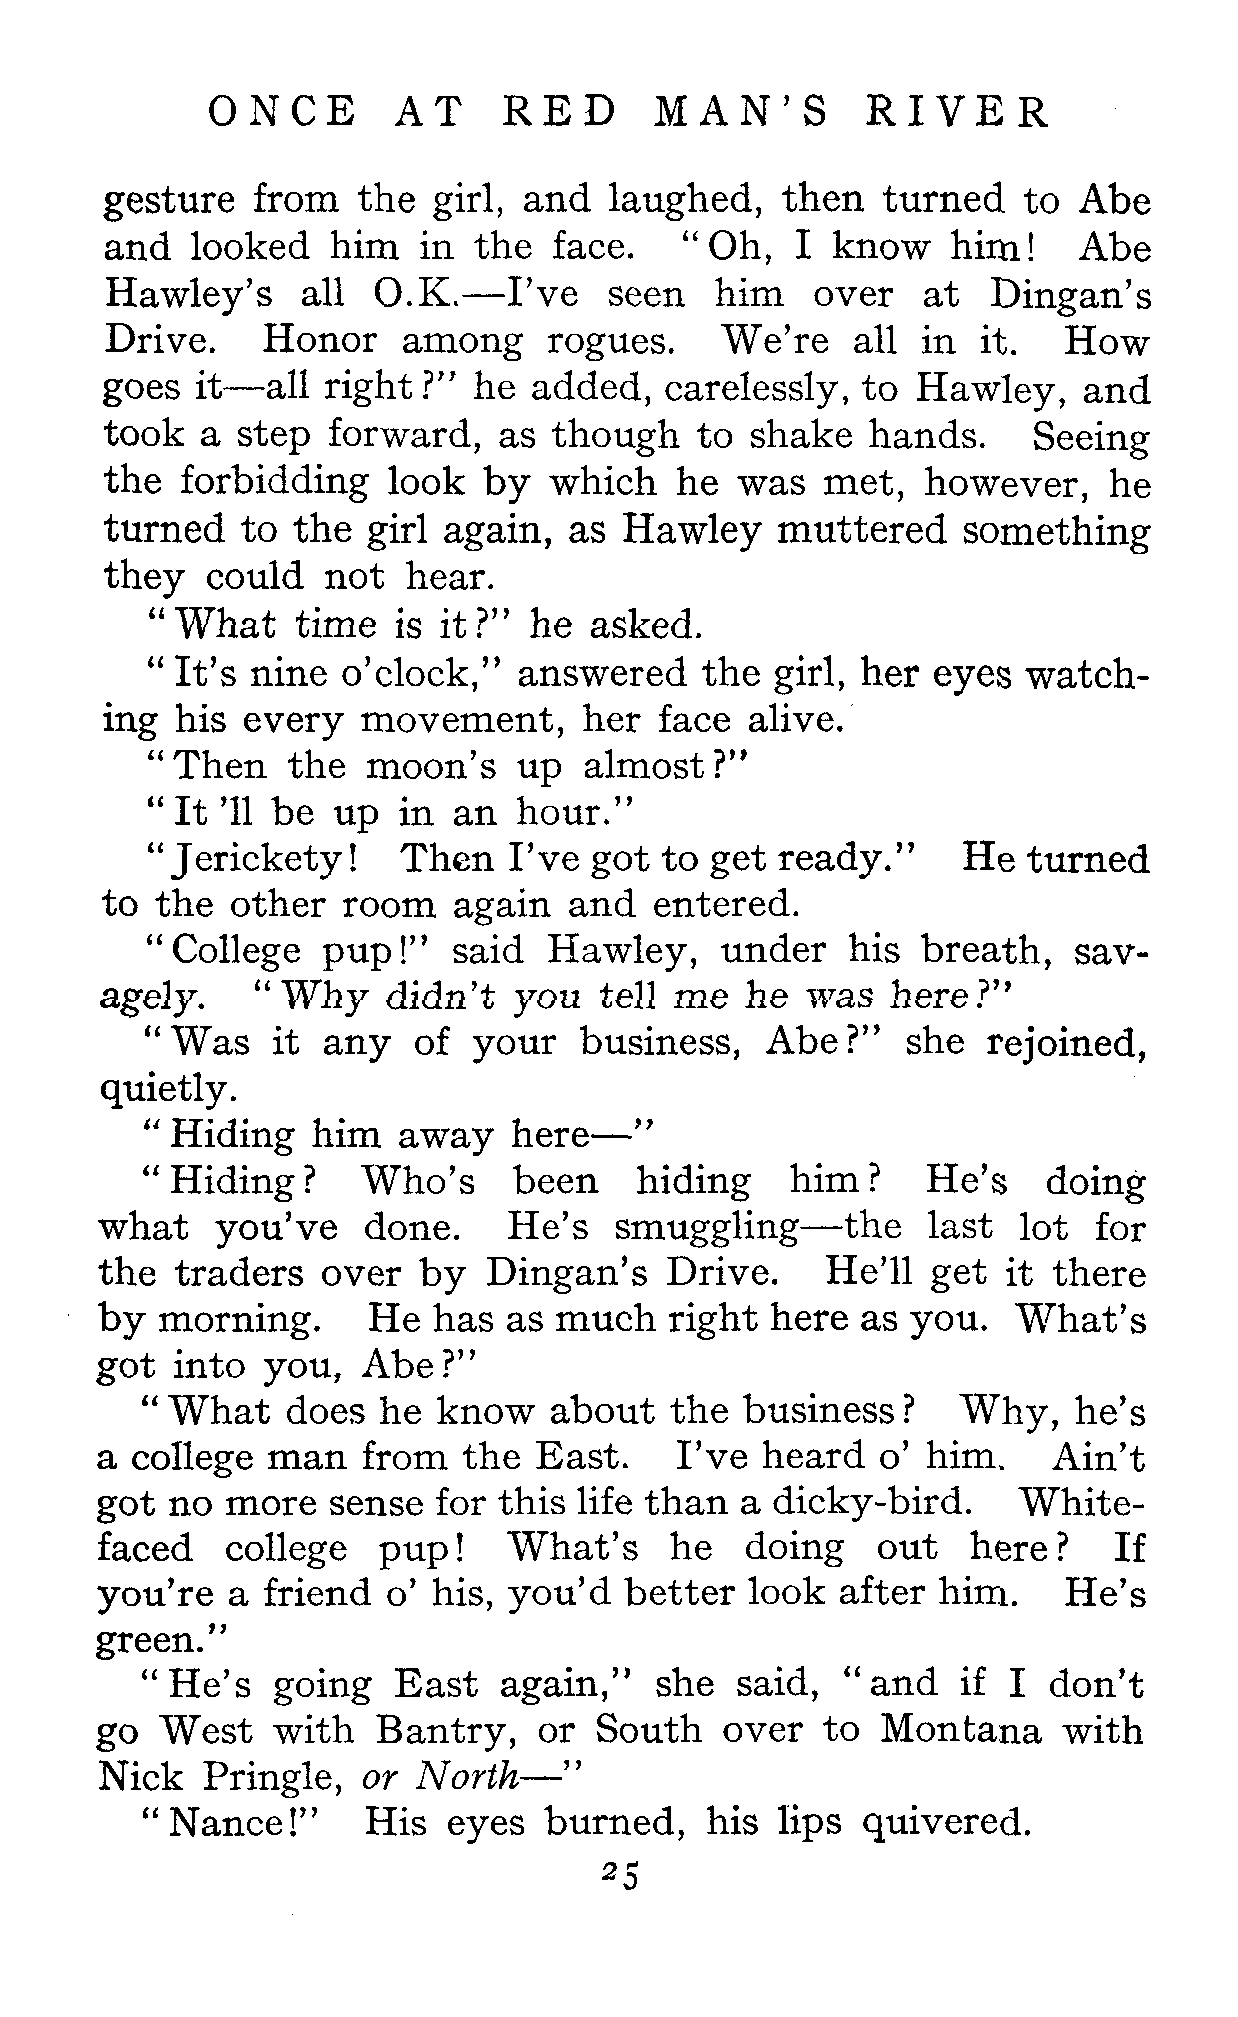 ONCE AT RED MAN'S RIVER
gesture from the girl, and laughed, then turned to Abe
and looked him in the face. "Oh, I know him! Abe
Hawley's all O.K.—I've seen him over at Dingan's
Drive. Honor among rogues. We're all in it. How
goes it—all right?" he added, carelessly, to Hawley, and
took a step forward, as though to shake hands. Seeing
the forbidding look by which he was met, however, he
turned to the girl again, as Hawley muttered something
they could not hear.
"What time is it?" he asked.
"It's nine o'clock," answered the girl, her eyes watch-
ing his every movement, her face alive.
"Then the moon's up almost?"
"It 'll be up in an hour."
"Jerickety! Then I've got to get ready." He turned
to the other room again and entered.
"College pup!" said Hawley, under his breath, sav-
agely. "Why didn't you tell me he was here?"
"Was it any of your business, Abe?" she rejoined,
quietly.
"Hiding him away here—"
"Hiding? Who's been hiding him? He's doing
what you've done. He's smuggling—the last lot for
the traders over by Dingan's Drive. He'll get it there
by morning. He has as much right here as you. What's
got into you, Abe?"
"What does he know about the business? Why, he's
a college man from the East. I've heard o' him. Ain't
got no more sense for this life than a dicky-bird. White-
faced college pup! What's he doing out here? If
you're a friend o' his, you'd better look after him. He's
green."
"He's going East again," she said, "and if I don't
go West with Bantry, or South over to Montana with
Nick Pringle, or North—"
"Nance!" His eyes burned, his lips quivered.
25